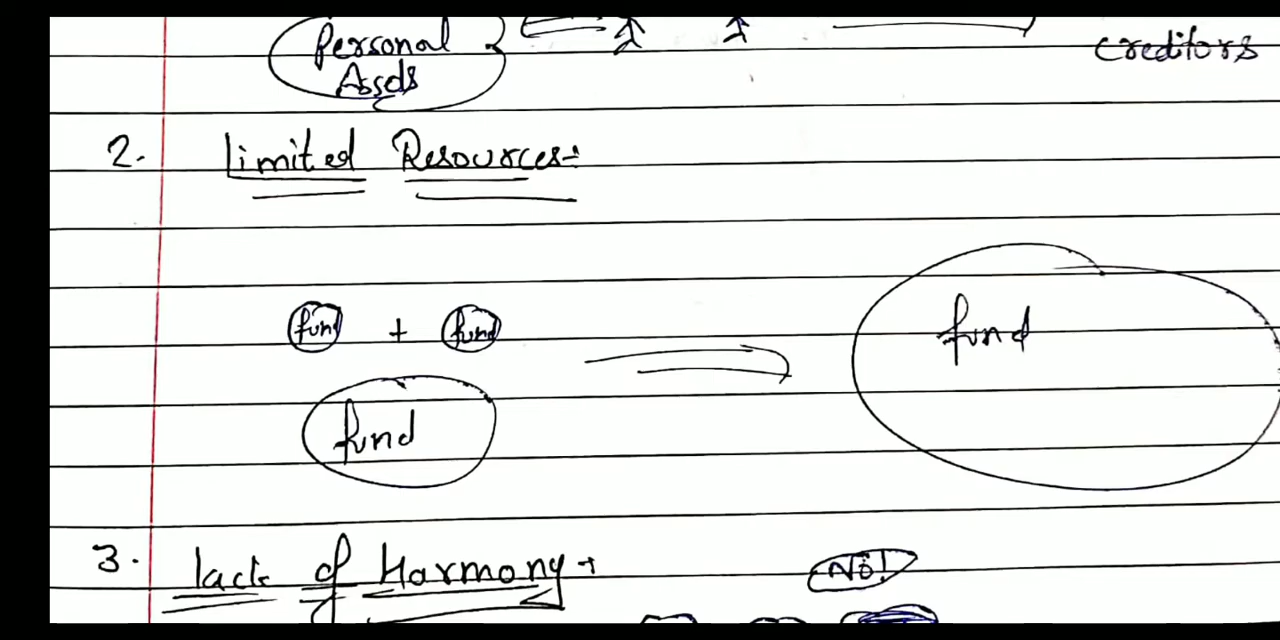 Personal
Assets
creditors
2. Limited Resources:-
fund + fund
fund
fund
3. lack of Harmony
No!